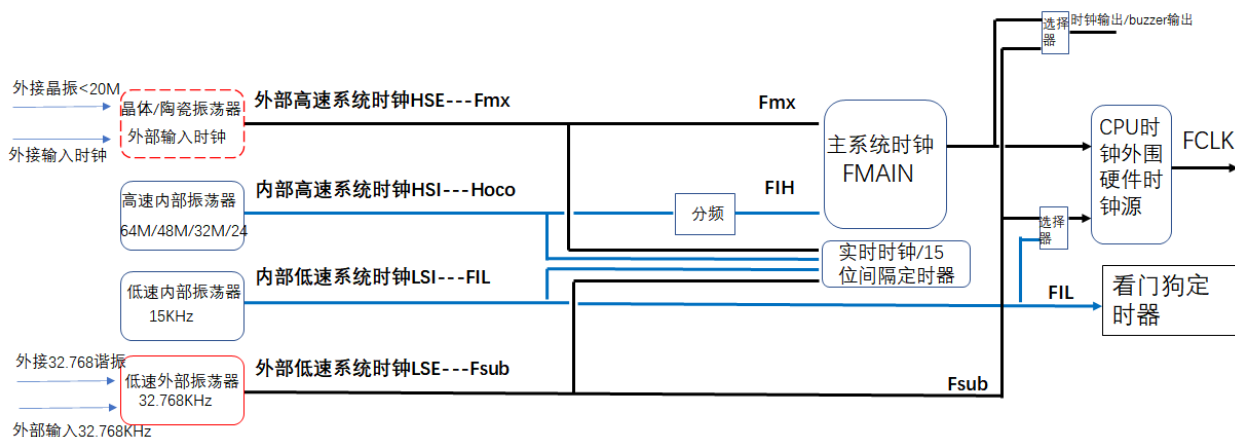 选择器
时钟输出/buzzer输出
外接晶振<20M
外接输入时钟
晶体/陶瓷振荡器
外部输入时钟
外部高速系统时钟HSE---Fmx
Fmx
主系统时钟
FMAIN
CPU时
钟外围
硬件时
钟源
FCLK
高速内部振荡器
64M/48M/32M/24
内部高速系统时钟HSI---Hoco
分频
FIH
选择
器
实时时钟/15
位间隔定时器
低速内部振荡器
15KHz
内部低速系统时钟LSI---FIL
FIL
看门狗定
时器
外接32.768谐振
外部输入32.768KHz
低速外部振荡器
32.768KHz
外部低速系统时钟LSE---Fsub
Fsub